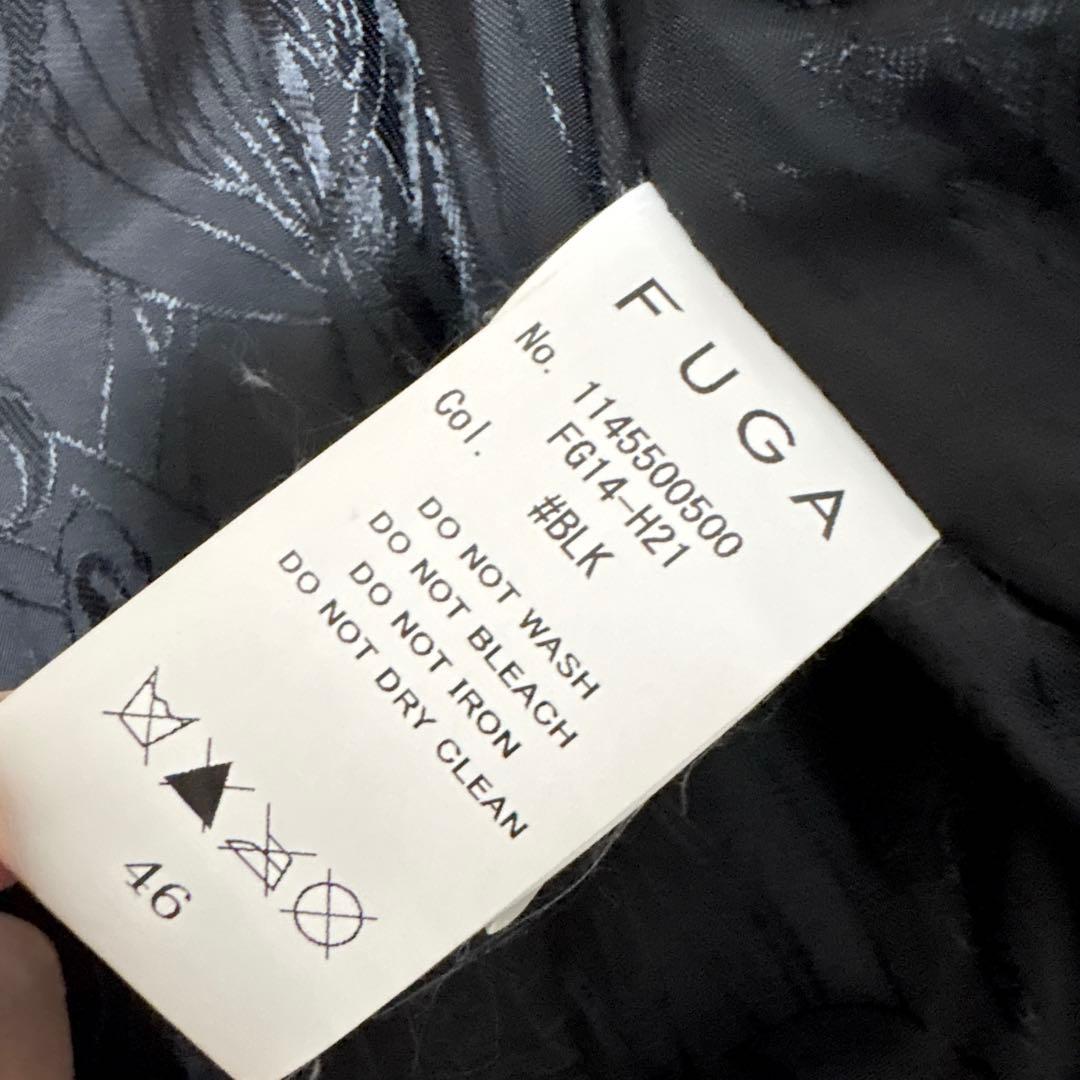 FUGA
No. 1145500500
FG14-H21
Col. #BLK
DO NOT WASH
DO NOT BLEACH
DO NOT IRON
DO NOT DRY CLEAN
46